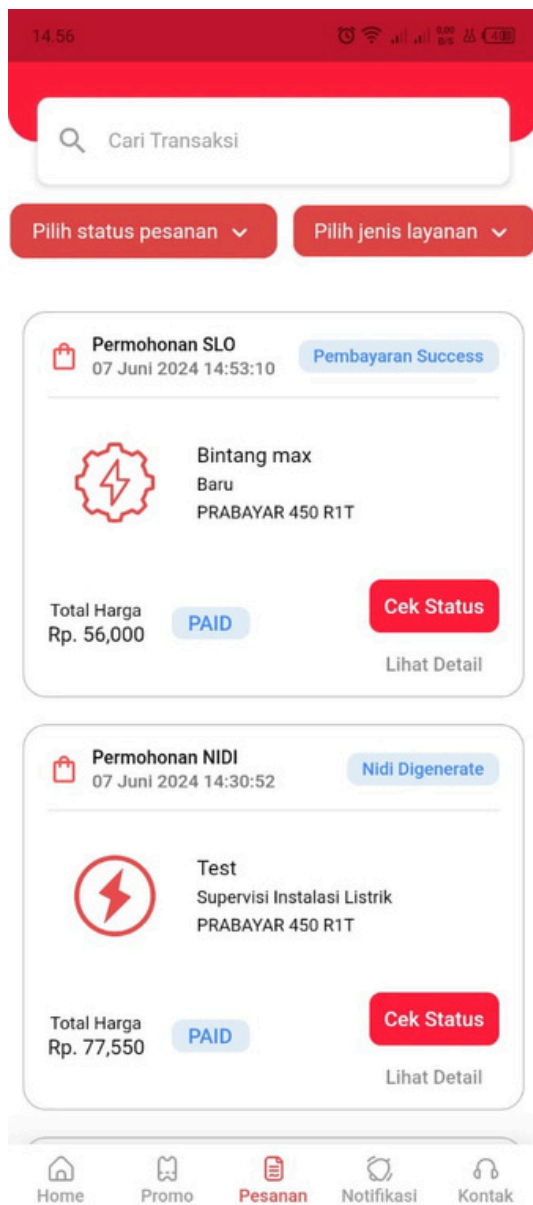 14.56
0,00
B/S
Cari Transaksi
Pilih status pesanan
Pilih jenis layanan
Permohonan SLO
07 Juni 2024 14:53:10
Pembayaran Success
Bintang max
Baru
PRABAYAR 450 R1T
Total Harga
Rp. 56,000
PAID
Cek Status
Lihat Detail
Permohonan NIDI
07 Juni 2024 14:30:52
Nidi Digenerate
Test
Supervisi Instalasi Listrik
PRABAYAR 450 R1T
Total Harga
Rp. 77,550
PAID
Cek Status
Lihat Detail
Home
Promo
Pesanan
Notifikasi
Kontak